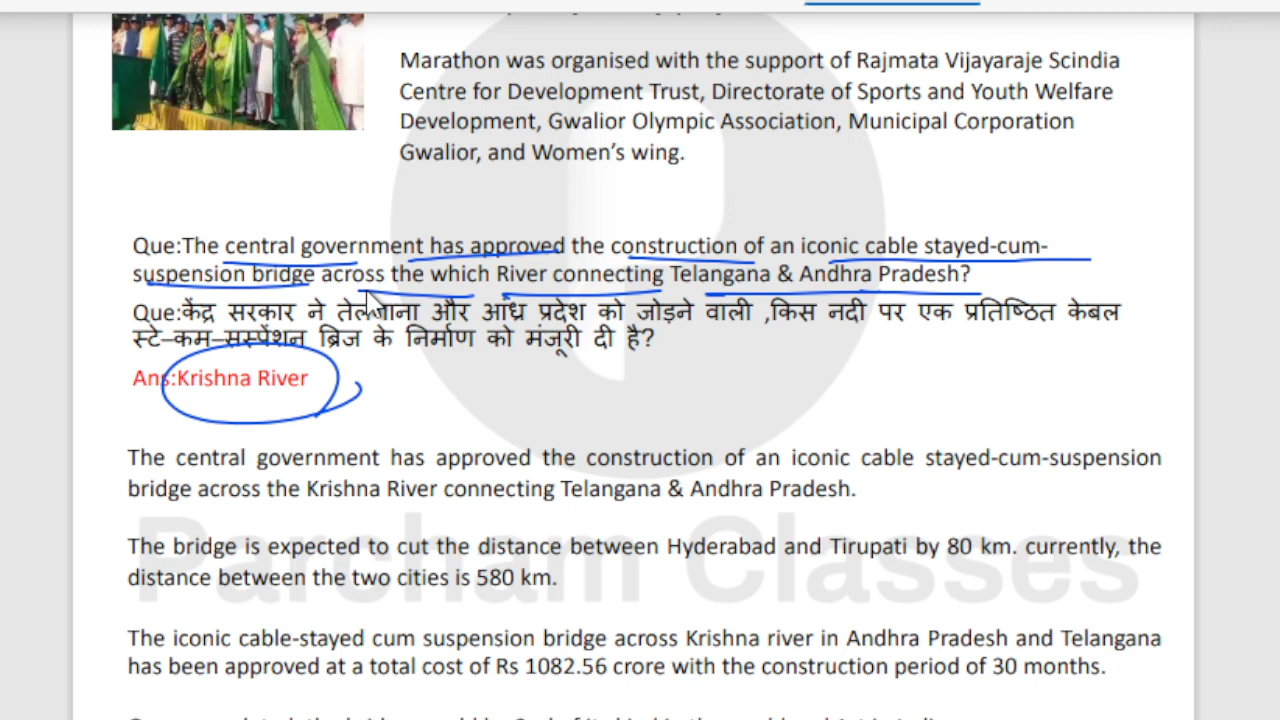 Marathon was organised with the support of Rajmata Vijayaraje Scindia
Centre for Development Trust, Directorate of Sports and Youth Welfare
Development, Gwalior Olympic Association, Municipal Corporation
Gwalior, and Women’s wing.
Que:The central government has approved the construction of an iconic cable stayed-cum-
suspension bridge across the which River connecting Telangana & Andhra Pradesh?
Que:केंद्र सरकार ने तेलंगाना और आंध्र प्रदेश को जोड़ने वाली ,किस नदी पर एक प्रतिष्ठित केबल
स्टे–कम–सस्पेंशन ब्रिज के निर्माण को मंजूरी दी है?
Ans:Krishna River
The central government has approved the construction of an iconic cable stayed-cum-suspension
bridge across the Krishna River connecting Telangana & Andhra Pradesh.
The bridge is expected to cut the distance between Hyderabad and Tirupati by 80 km. currently, the
distance between the two cities is 580 km.
Parcham Classes
The iconic cable-stayed cum suspension bridge across Krishna river in Andhra Pradesh and Telangana
has been approved at a total cost of Rs 1082.56 crore with the construction period of 30 months.